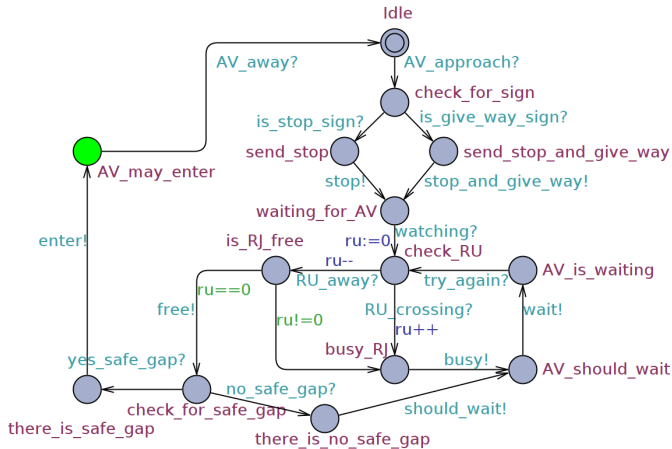 Idle
AV_away?
AV_approach?
check_for_sign
is_stop_sign?
is_give_way_sign?
send_stop
send_stop_and_give_way
AV_may_enter
stop!
stop_and_give_way!
waiting_for_AV
watching?
enter!
is_RJ_free
ru:=0
check_RU
ru--
AV_is_waiting
RU_away?
try_again?
ru==0
free!
RU_crossing?
wait!
ru!=0
ru++
busy_RJ
yes_safe_gap?
busy!
AV_should_wait
no_safe_gap?
check_for_safe_gap
should_wait!
there_is_safe_gap
there_is_no_safe_gap